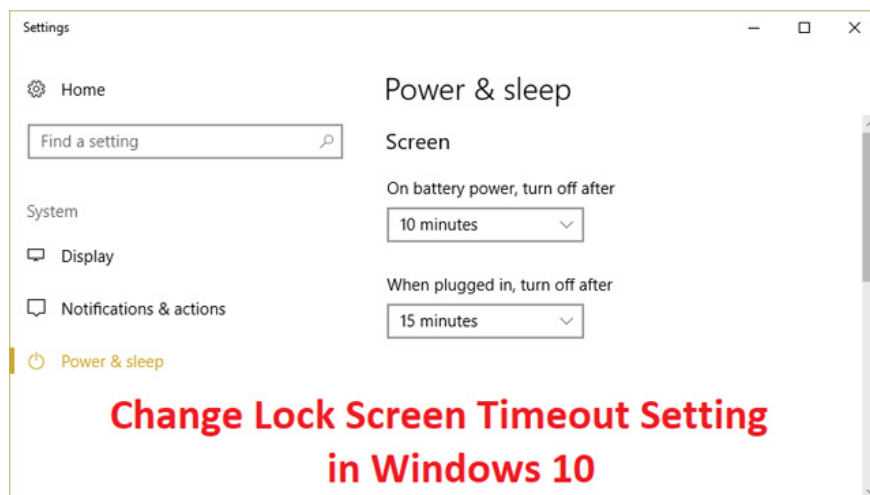 Settings
Home
Find a setting
System
Display
Notifications & actions
Power & sleep
Power & sleep
Screen
On battery power, turn off after
10 minutes
When plugged in, turn off after
15 minutes
Change Lock Screen Timeout Setting
in Windows 10